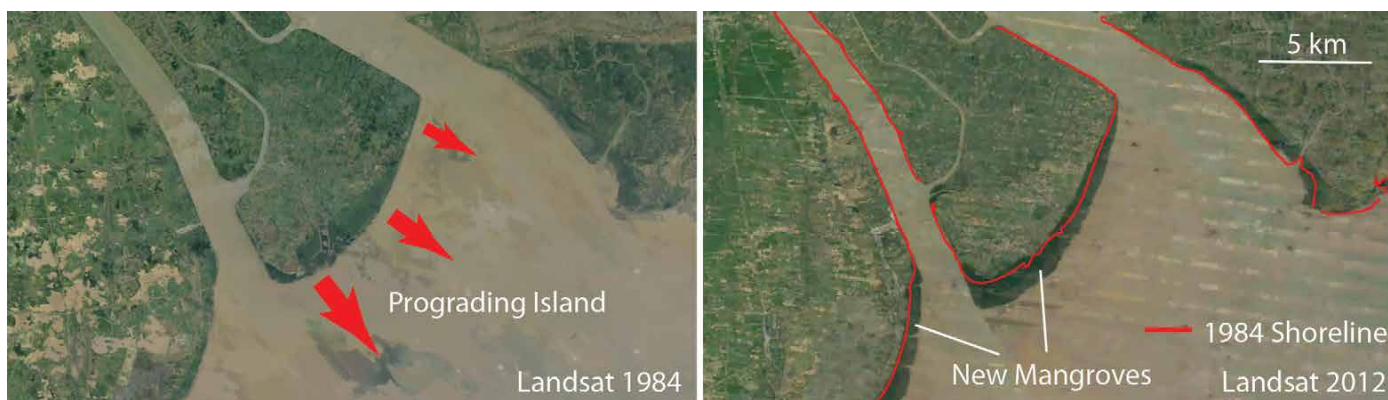 Prograding Island
Landsat 1984
5 km
1984 Shoreline
New Mangroves
Landsat 2012